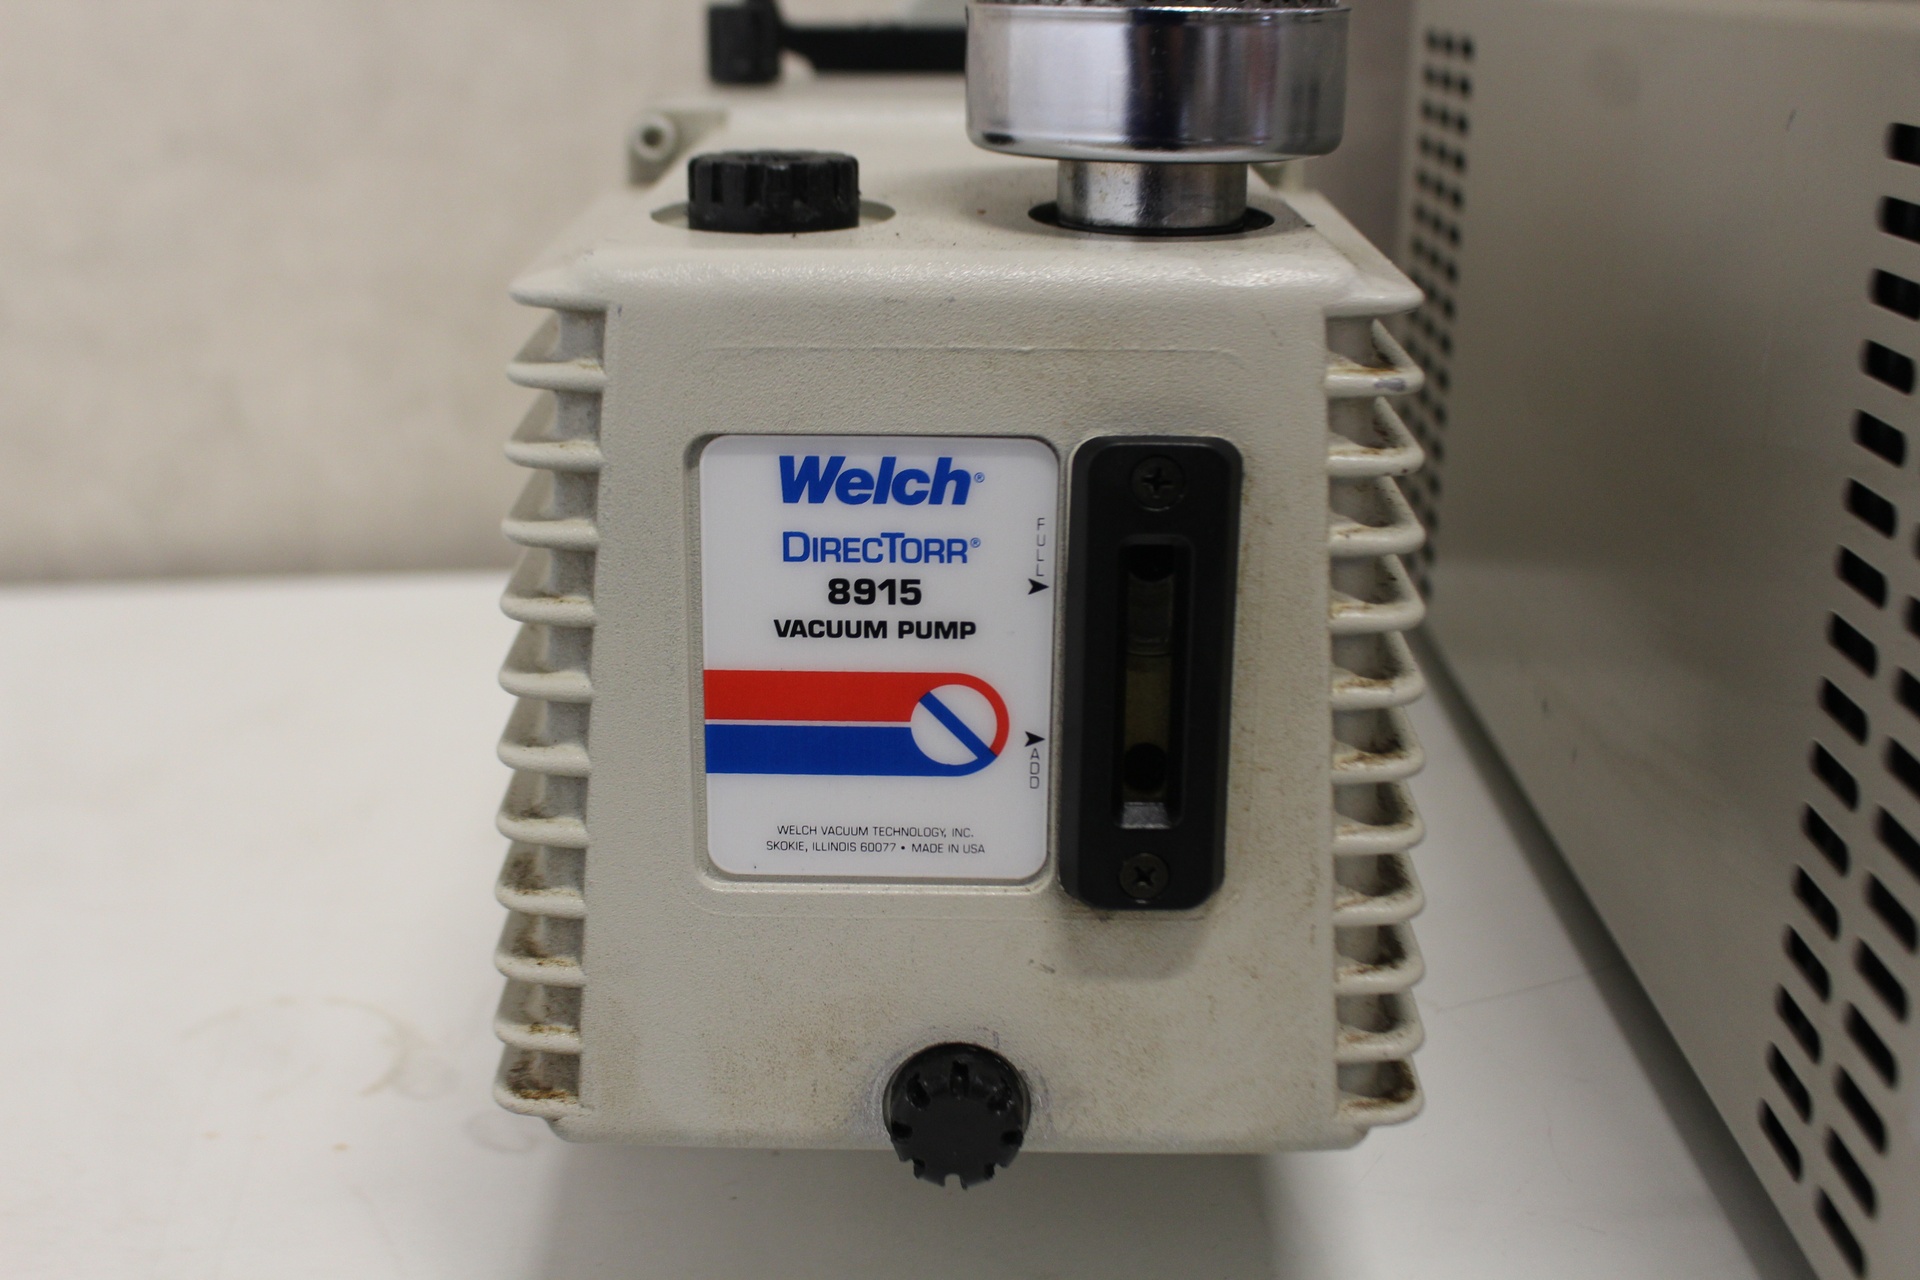 Welch®
DIRECTORR®
8915
VACUUM PUMP
FULL
ADD
WELCH VACUUM TECHNOLOGY, INC.
SKOKIE, ILLINOIS 60077 • MADE IN USA